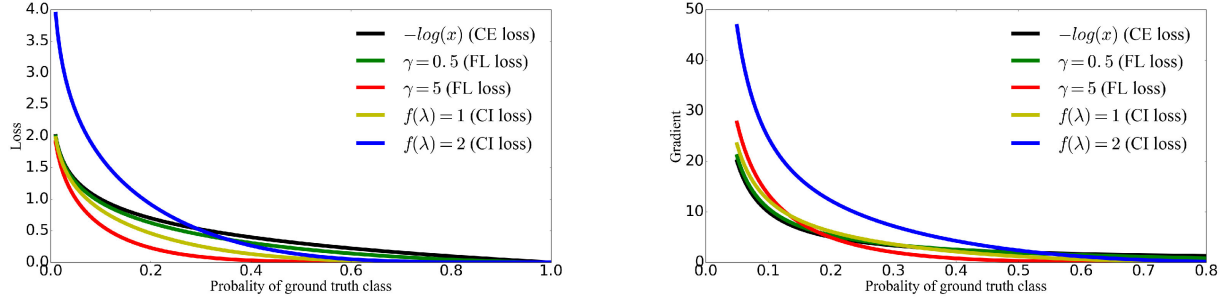 4.0
3.5
3.0
2.5
2.0
1.5
1.0
0.5
0.0
Loss
0.0 0.2 0.4 0.6 0.8 1.0
Probality of ground truth class
−log(x) (CE loss)
γ = 0.5 (FL loss)
γ = 5 (FL loss)
f(λ) = 1 (CI loss)
f(λ) = 2 (CI loss)
50
40
30
20
10
0
Gradient
0.0 0.1 0.2 0.3 0.4 0.5 0.6 0.7 0.8
Probality of ground truth class
−log(x) (CE loss)
γ = 0.5 (FL loss)
γ = 5 (FL loss)
f(λ) = 1 (CI loss)
f(λ) = 2 (CI loss)